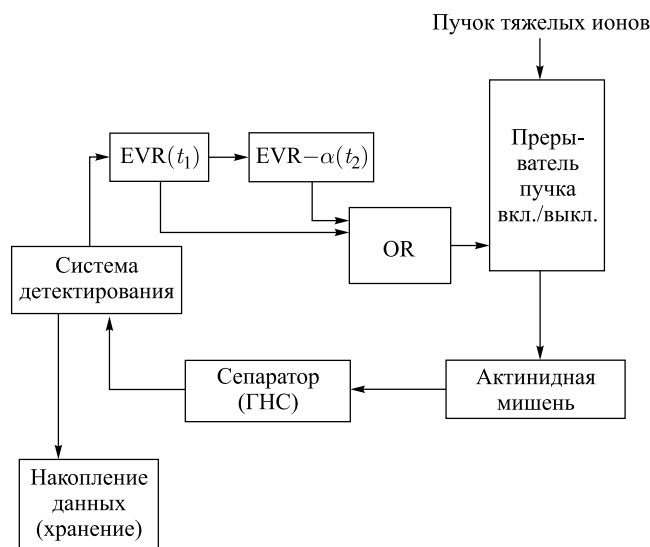 Пучок тяжелых ионов
Преры-
ватель
пучка
вкл./выкл.
EVR(t₁)
EVR−α(t₂)
OR
Система
детектирования
Сепаратор
(ГНС)
Актинидная
мишень
Накопление
данных
(хранение)